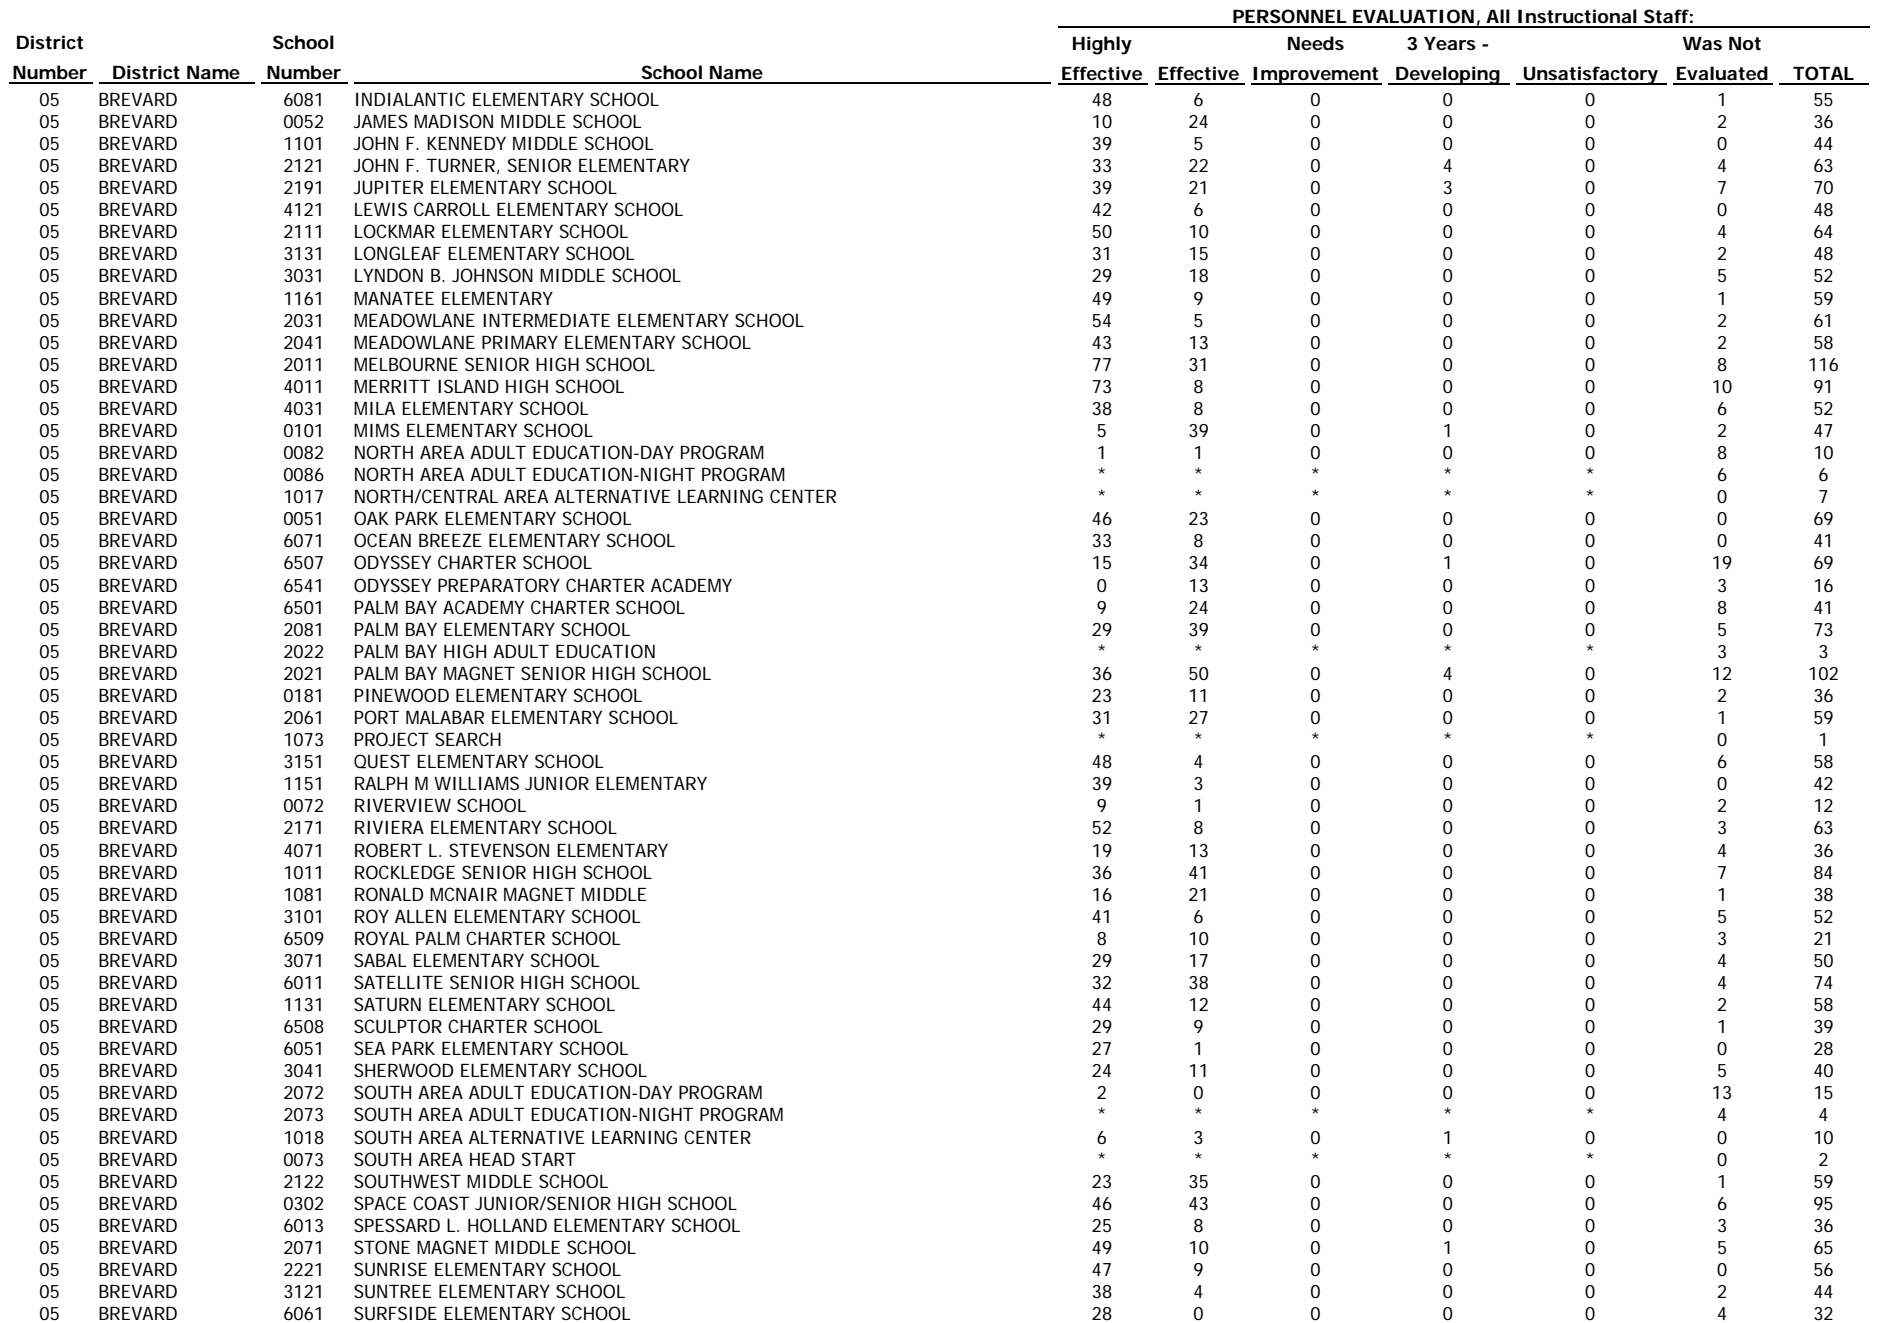 PERSONNEL EVALUATION, All Instructional Staff:
District School Highly Needs 3 Years - Was Not
Number District Name Number School Name Effective Effective Improvement Developing Unsatisfactory Evaluated TOTAL
05 BREVARD 6081 INDIALANTIC ELEMENTARY SCHOOL 48 6 0 0 0 1 55
05 BREVARD 0052 JAMES MADISON MIDDLE SCHOOL 10 24 0 0 0 2 36
05 BREVARD 1101 JOHN F. KENNEDY MIDDLE SCHOOL 39 5 0 0 0 0 44
05 BREVARD 2121 JOHN F. TURNER, SENIOR ELEMENTARY 33 22 0 4 0 4 63
05 BREVARD 2191 JUPITER ELEMENTARY SCHOOL 39 21 0 3 0 7 70
05 BREVARD 4121 LEWIS CARROLL ELEMENTARY SCHOOL 42 6 0 0 0 0 48
05 BREVARD 2111 LOCKMAR ELEMENTARY SCHOOL 50 10 0 0 0 4 64
05 BREVARD 3131 LONGLEAF ELEMENTARY SCHOOL 31 15 0 0 0 2 48
05 BREVARD 3031 LYNDON B. JOHNSON MIDDLE SCHOOL 29 18 0 0 0 5 52
05 BREVARD 1161 MANATEE ELEMENTARY 49 9 0 0 0 1 59
05 BREVARD 2031 MEADOWLANE INTERMEDIATE ELEMENTARY SCHOOL 54 5 0 0 0 2 61
05 BREVARD 2041 MEADOWLANE PRIMARY ELEMENTARY SCHOOL 43 13 0 0 0 2 58
05 BREVARD 2011 MELBOURNE SENIOR HIGH SCHOOL 77 31 0 0 0 8 116
05 BREVARD 4011 MERRITT ISLAND HIGH SCHOOL 73 8 0 0 0 10 91
05 BREVARD 4031 MILA ELEMENTARY SCHOOL 38 8 0 0 0 6 52
05 BREVARD 0101 MIMS ELEMENTARY SCHOOL 5 39 0 1 0 2 47
05 BREVARD 0082 NORTH AREA ADULT EDUCATION-DAY PROGRAM 1 1 0 0 0 8 10
05 BREVARD 0086 NORTH AREA ADULT EDUCATION-NIGHT PROGRAM * * * * * 6 6
05 BREVARD 1017 NORTH/CENTRAL AREA ALTERNATIVE LEARNING CENTER * * * * * 0 7
05 BREVARD 0051 OAK PARK ELEMENTARY SCHOOL 46 23 0 0 0 0 69
05 BREVARD 6071 OCEAN BREEZE ELEMENTARY SCHOOL 33 8 0 0 0 0 41
05 BREVARD 6507 ODYSSEY CHARTER SCHOOL 15 34 0 1 0 19 69
05 BREVARD 6541 ODYSSEY PREPARATORY CHARTER ACADEMY 0 13 0 0 0 3 16
05 BREVARD 6501 PALM BAY ACADEMY CHARTER SCHOOL 9 24 0 0 0 8 41
05 BREVARD 2081 PALM BAY ELEMENTARY SCHOOL 29 39 0 0 0 5 73
05 BREVARD 2022 PALM BAY HIGH ADULT EDUCATION * * * * * 3 3
05 BREVARD 2021 PALM BAY MAGNET SENIOR HIGH SCHOOL 36 50 0 4 0 12 102
05 BREVARD 0181 PINEWOOD ELEMENTARY SCHOOL 23 11 0 0 0 2 36
05 BREVARD 2061 PORT MALABAR ELEMENTARY SCHOOL 31 27 0 0 0 1 59
05 BREVARD 1073 PROJECT SEARCH * * * * * 0 1
05 BREVARD 3151 QUEST ELEMENTARY SCHOOL 48 4 0 0 0 6 58
05 BREVARD 1151 RALPH M WILLIAMS JUNIOR ELEMENTARY 39 3 0 0 0 0 42
05 BREVARD 0072 RIVERVIEW SCHOOL 9 1 0 0 0 2 12
05 BREVARD 2171 RIVIERA ELEMENTARY SCHOOL 52 8 0 0 0 3 63
05 BREVARD 4071 ROBERT L. STEVENSON ELEMENTARY 19 13 0 0 0 4 36
05 BREVARD 1011 ROCKLEDGE SENIOR HIGH SCHOOL 36 41 0 0 0 7 84
05 BREVARD 1081 RONALD MCNAIR MAGNET MIDDLE 16 21 0 0 0 1 38
05 BREVARD 3101 ROY ALLEN ELEMENTARY SCHOOL 41 6 0 0 0 5 52
05 BREVARD 6509 ROYAL PALM CHARTER SCHOOL 8 10 0 0 0 3 21
05 BREVARD 3071 SABAL ELEMENTARY SCHOOL 29 17 0 0 0 4 50
05 BREVARD 6011 SATELLITE SENIOR HIGH SCHOOL 32 38 0 0 0 4 74
05 BREVARD 1131 SATURN ELEMENTARY SCHOOL 44 12 0 0 0 2 58
05 BREVARD 6508 SCULPTOR CHARTER SCHOOL 29 9 0 0 0 1 39
05 BREVARD 6051 SEA PARK ELEMENTARY SCHOOL 27 1 0 0 0 0 28
05 BREVARD 3041 SHERWOOD ELEMENTARY SCHOOL 24 11 0 0 0 5 40
05 BREVARD 2072 SOUTH AREA ADULT EDUCATION-DAY PROGRAM 2 0 0 0 0 13 15
05 BREVARD 2073 SOUTH AREA ADULT EDUCATION-NIGHT PROGRAM * * * * * 4 4
05 BREVARD 1018 SOUTH AREA ALTERNATIVE LEARNING CENTER 6 3 0 1 0 0 10
05 BREVARD 0073 SOUTH AREA HEAD START * * * * * 0 2
05 BREVARD 2122 SOUTHWEST MIDDLE SCHOOL 23 35 0 0 0 1 59
05 BREVARD 0302 SPACE COAST JUNIOR/SENIOR HIGH SCHOOL 46 43 0 0 0 6 95
05 BREVARD 6013 SPESSARD L. HOLLAND ELEMENTARY SCHOOL 25 8 0 0 0 3 36
05 BREVARD 2071 STONE MAGNET MIDDLE SCHOOL 49 10 0 1 0 5 65
05 BREVARD 2221 SUNRISE ELEMENTARY SCHOOL 47 9 0 0 0 0 56
05 BREVARD 3121 SUNTREE ELEMENTARY SCHOOL 38 4 0 0 0 2 44
05 BREVARD 6061 SURFSIDE ELEMENTARY SCHOOL 28 0 0 0 0 4 32